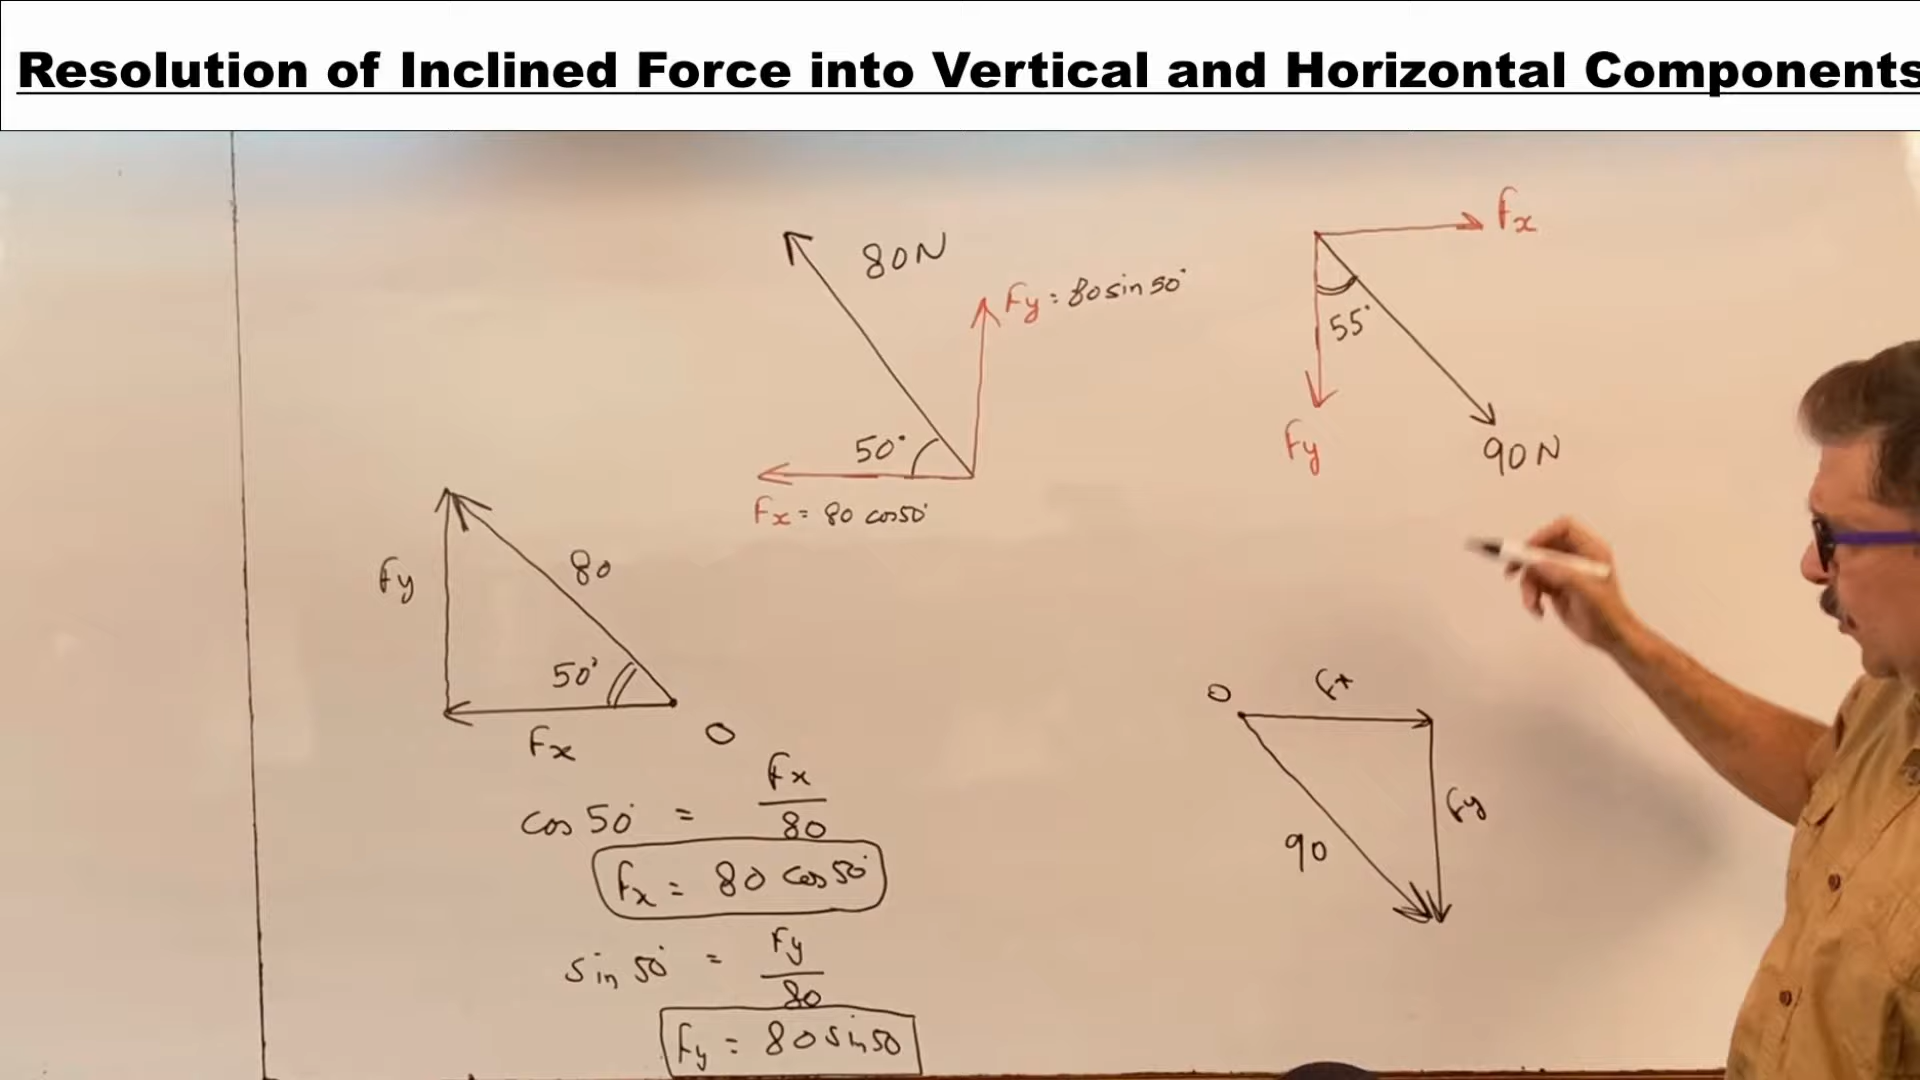 Resolution of Inclined Force into Vertical and Horizontal Components
80N
Fy = 80 sin 50°
50°
Fx = 80 cos50°
Fx
55°
Fy
90N
Fy
80
50°
Fx
O
cos 50° = Fx/80
Fx = 80 cos 50°
sin 50° = Fy/80
Fy = 80 sin 50
O
Fx
Fy
90